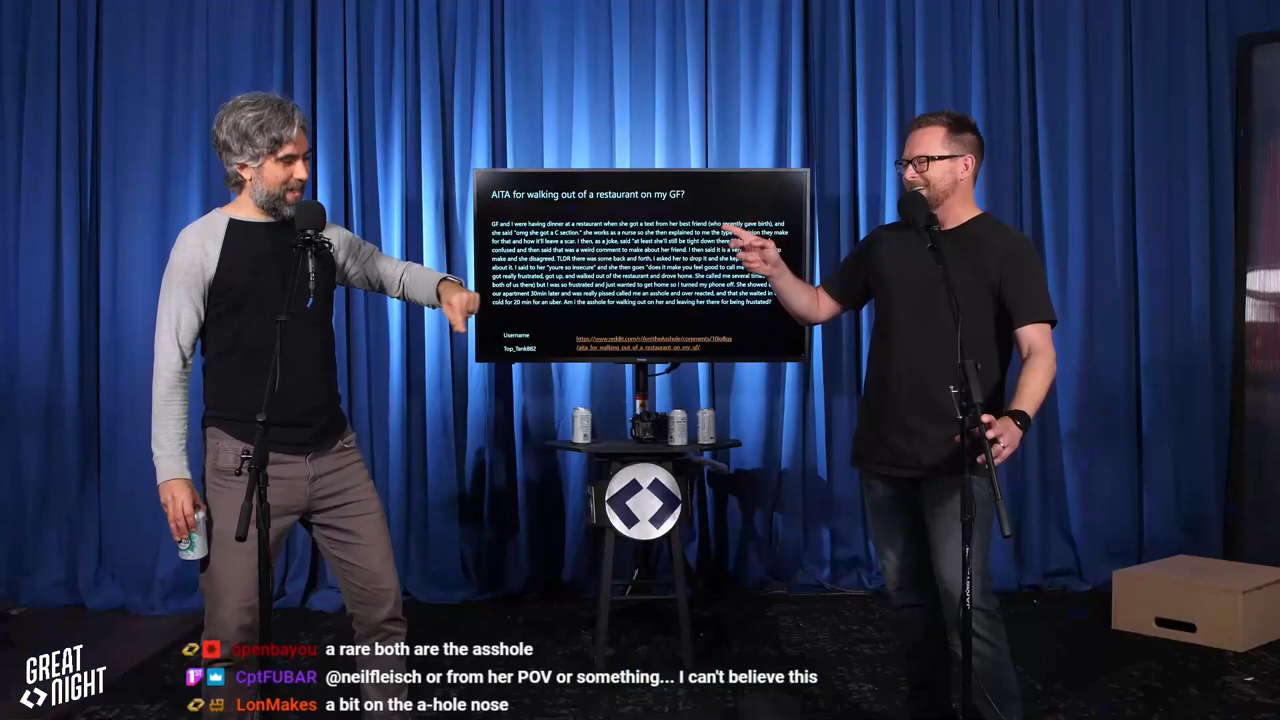 AITA for walking out of a restaurant on my GF?
GF and I were having dinner at a restaurant when she got a text from her best friend (who recently gave birth), and
she said "omg she got a C section." she works as a nurse so she then explained to me the type
they make
for that and how it'll leave a scar. I then, as a joke, said "at least she'll still be tight down there
confused and then said that was a weird comment to make about her friend. I then said it is a
to
make and she disagreed. TLDR there was some back and forth, I asked her to drop it and she
about it. I said to her "youre so insecure" and she then goes "does it make you feel good to call me
got really frustrated, got up, and walked out of the restaurant and drove home. She called me several
both of us there) but I was so frustrated and just wanted to get home so I turned my phone off. She showed
our apartment 30min later and was really pissed called me an asshole and over reacted, and that she waited in
cold for 20 min for an uber. Am i the asshole for walking out on her and leaving her there for being frustated?
Username
Top_Tank882
/aita_for_walking_out_of_a_restaurant_on_my_gf/
GREAT
NIGHT
openbayou a rare both are the asshole
CptFUBAR @neilfleisch or from her POV or something... I can't believe this
LonMakes a bit on the a-hole nose